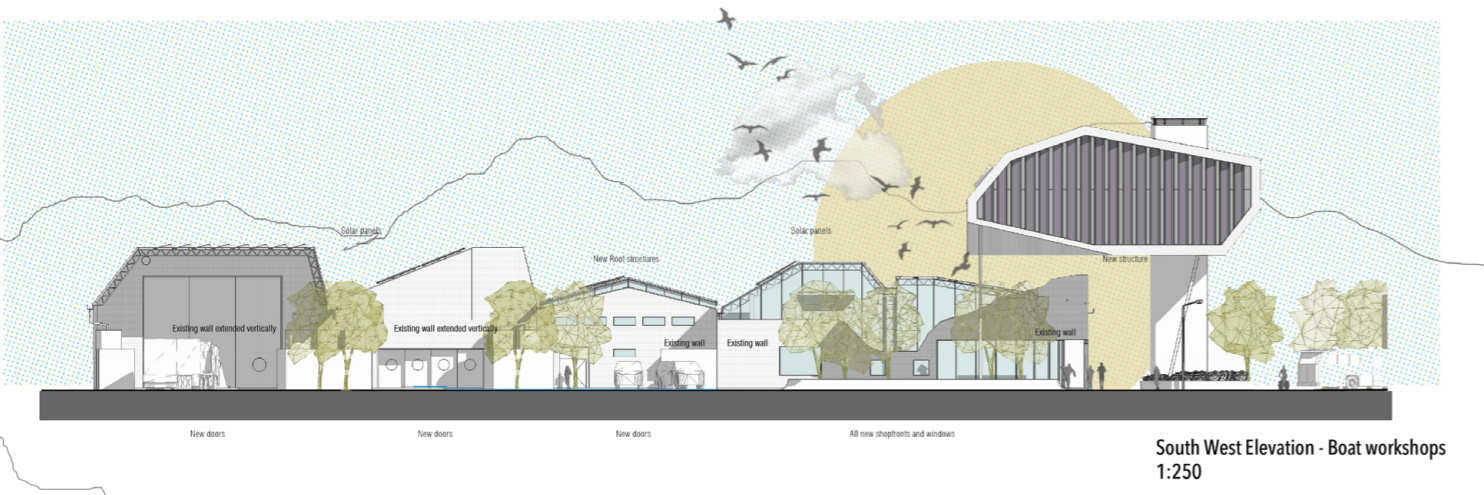 Solar panels
Solar panels
New Roof structures
New structure
Existing wall extended vertically
Existing wall extended vertically
Existing wall
Existing wall
Existing wall
New doors
New doors
New doors
All new shopfronts and windows
South West Elevation - Boat workshops
1:250